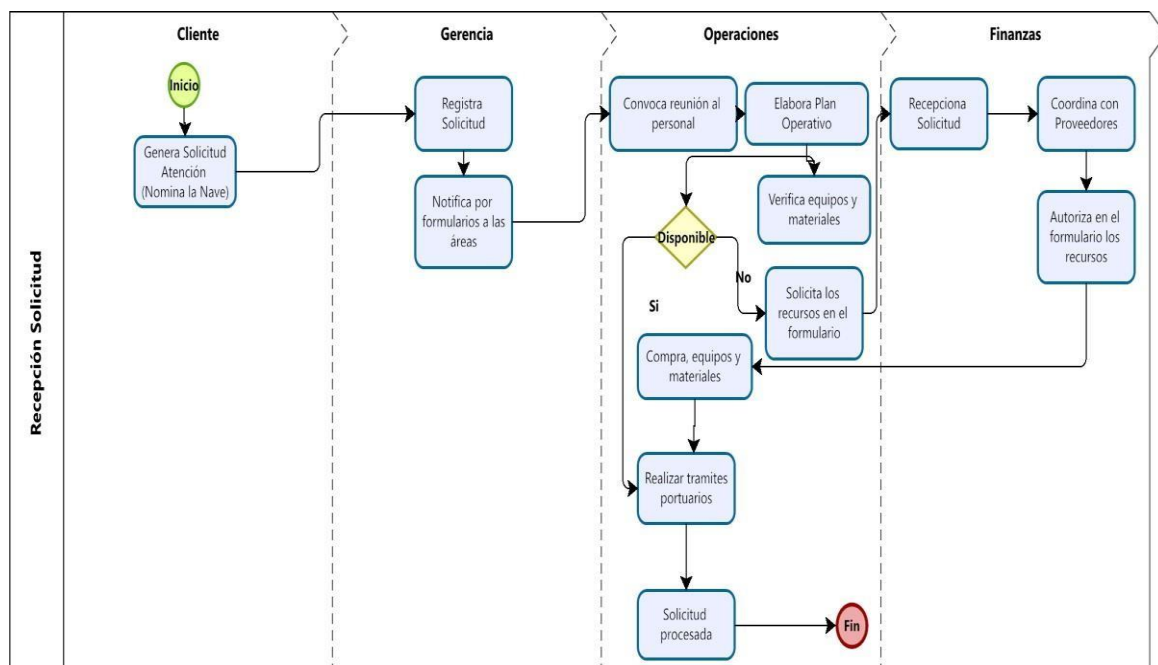 Recepción Solicitud
Cliente
Gerencia
Operaciones
Finanzas
Inicio
Genera Solicitud
Atención
(Nomina la Nave)
Registra
Solicitud
Notifica por
formularios a las
áreas
Convoca reunión al
personal
Elabora Plan
Operativo
Verifica equipos y
materiales
Disponible
No
Si
Solicita los
recursos en el
formulario
Recepciona
Solicitud
Coordina con
Proveedores
Autoriza en el
formulario los
recursos
Compra, equipos y
materiales
Realizar tramites
portuarios
Solicitud
procesada
Fin